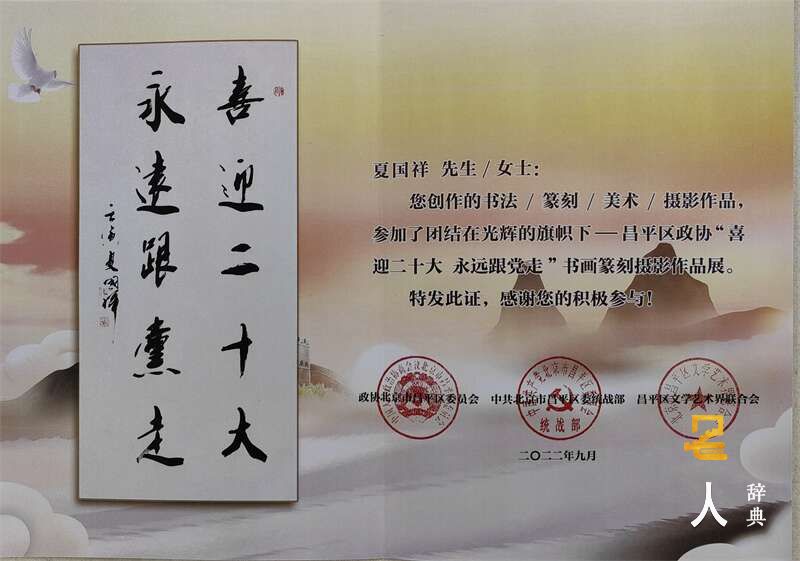 喜迎二十大
永遠跟黨走
壬寅夏國祥
夏国祥 先生/女士：
您创作的书法/篆刻/美术/摄影作品，
参加了团结在光辉的旗帜下—昌平区政协“喜
迎二十大 永远跟党走”书画篆刻摄影作品展。
特发此证，感谢您的积极参与！
政协北京市昌平区委员会 中共北京市昌平区委统战部 昌平区文学艺术界联合会
统战部
二〇二二年九月
名人
辞典